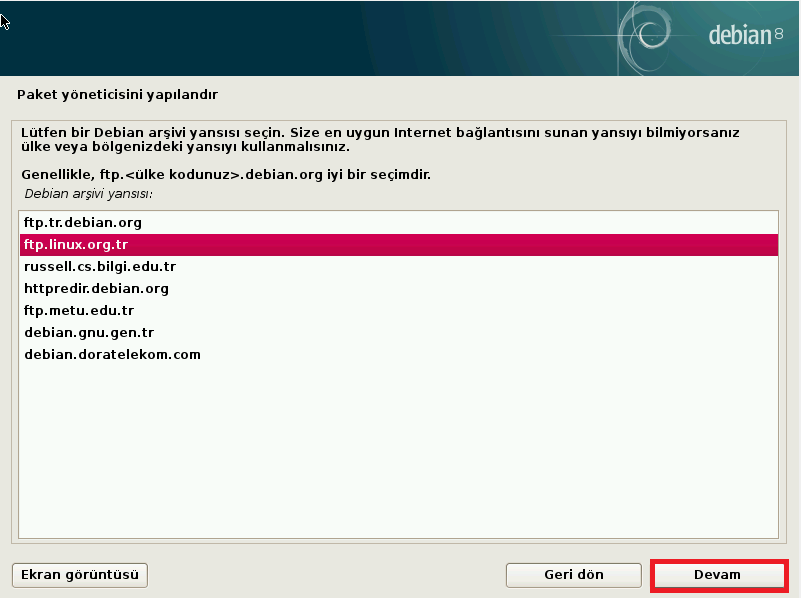 debian 8
Paket yöneticisini yapılandır
Lütfen bir Debian arşivi yansısı seçin. Size en uygun Internet bağlantısını sunan yansıyı bilmiyorsanız
ülke veya bölgenizdeki yansıyı kullanmalısınız.
Genellikle, ftp.<ülke kodunuz>.debian.org iyi bir seçimdir.
Debian arşivi yansısı:
ftp.tr.debian.org
ftp.linux.org.tr
russell.cs.bilgi.edu.tr
httpredir.debian.org
ftp.metu.edu.tr
debian.gnu.gen.tr
debian.doratelekom.com
Ekran görüntüsü
Geri dön
Devam